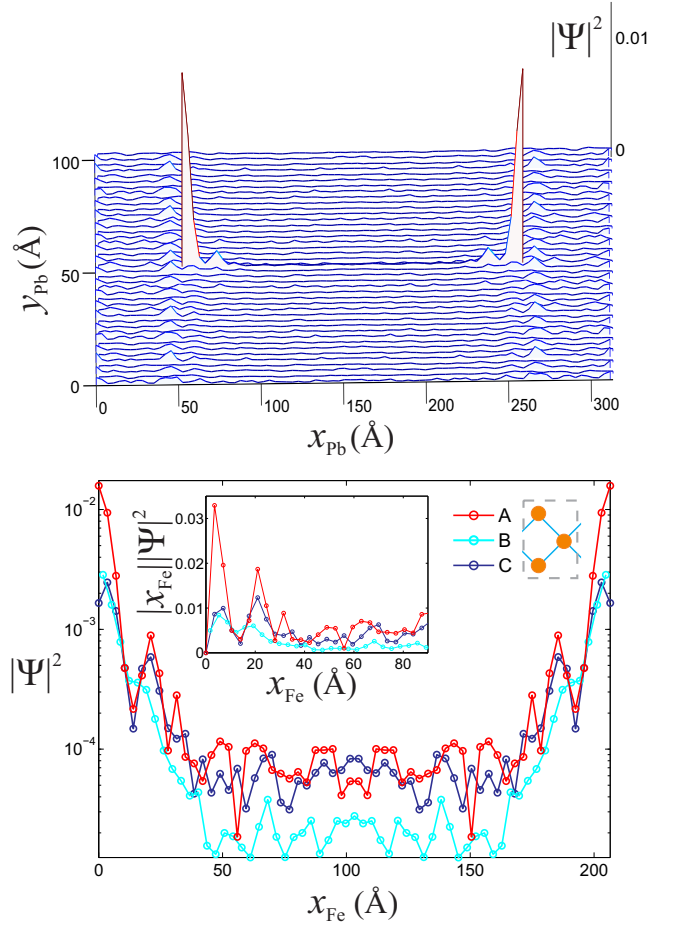 |Ψ|²
0.01
0
100
50
0
y_Pb (Å)
0 50 100 150 200 250 300
x_Pb (Å)
10⁻²
10⁻³
10⁻⁴
|Ψ|²
0.03
0.02
0.01
0
|x_Fe||Ψ|²
0 20 40 60 80
x_Fe (Å)
A
B
C
0 50 100 150 200
x_Fe (Å)